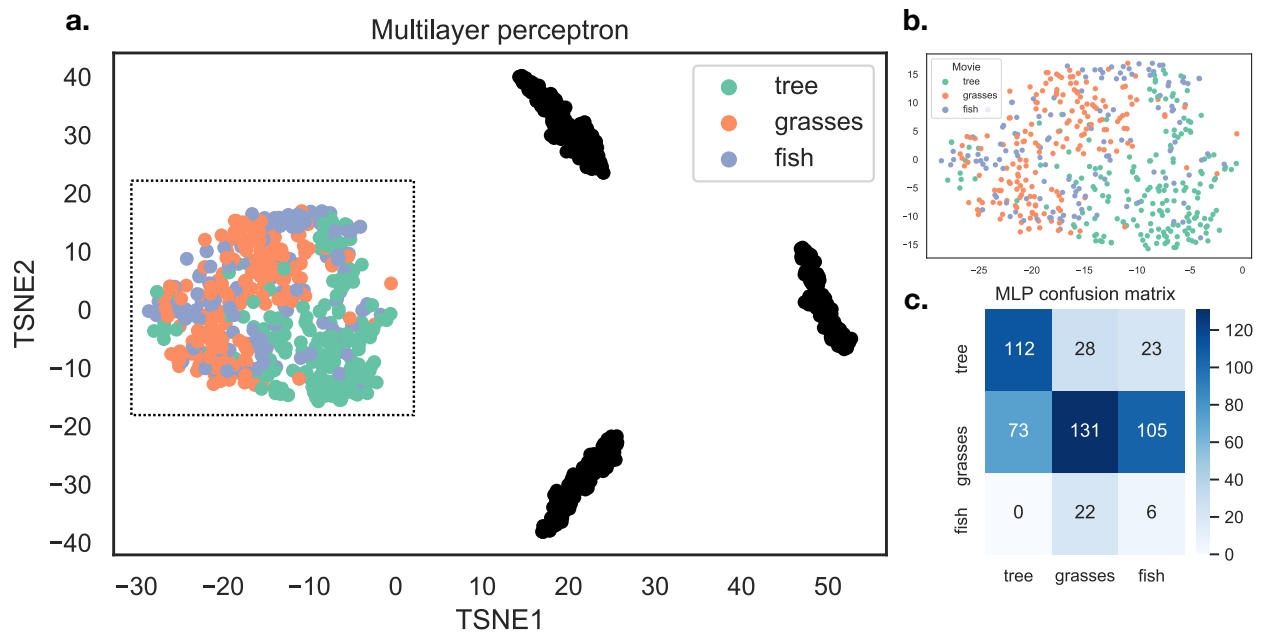 a.
Multilayer perceptron
tree
grasses
fish
40
30
20
10
0
−10
−20
−30
−40
TSNE2
−30
−20
−10
0
10
20
30
40
50
TSNE1
b.
Movie
tree
grasses
fish
15
10
5
0
−5
−10
−15
−25
−20
−15
−10
−5
0
c.
MLP confusion matrix
tree
grasses
fish
112 28 23
73 131 105
0 22 6
tree grasses fish
120
100
80
60
40
20
0